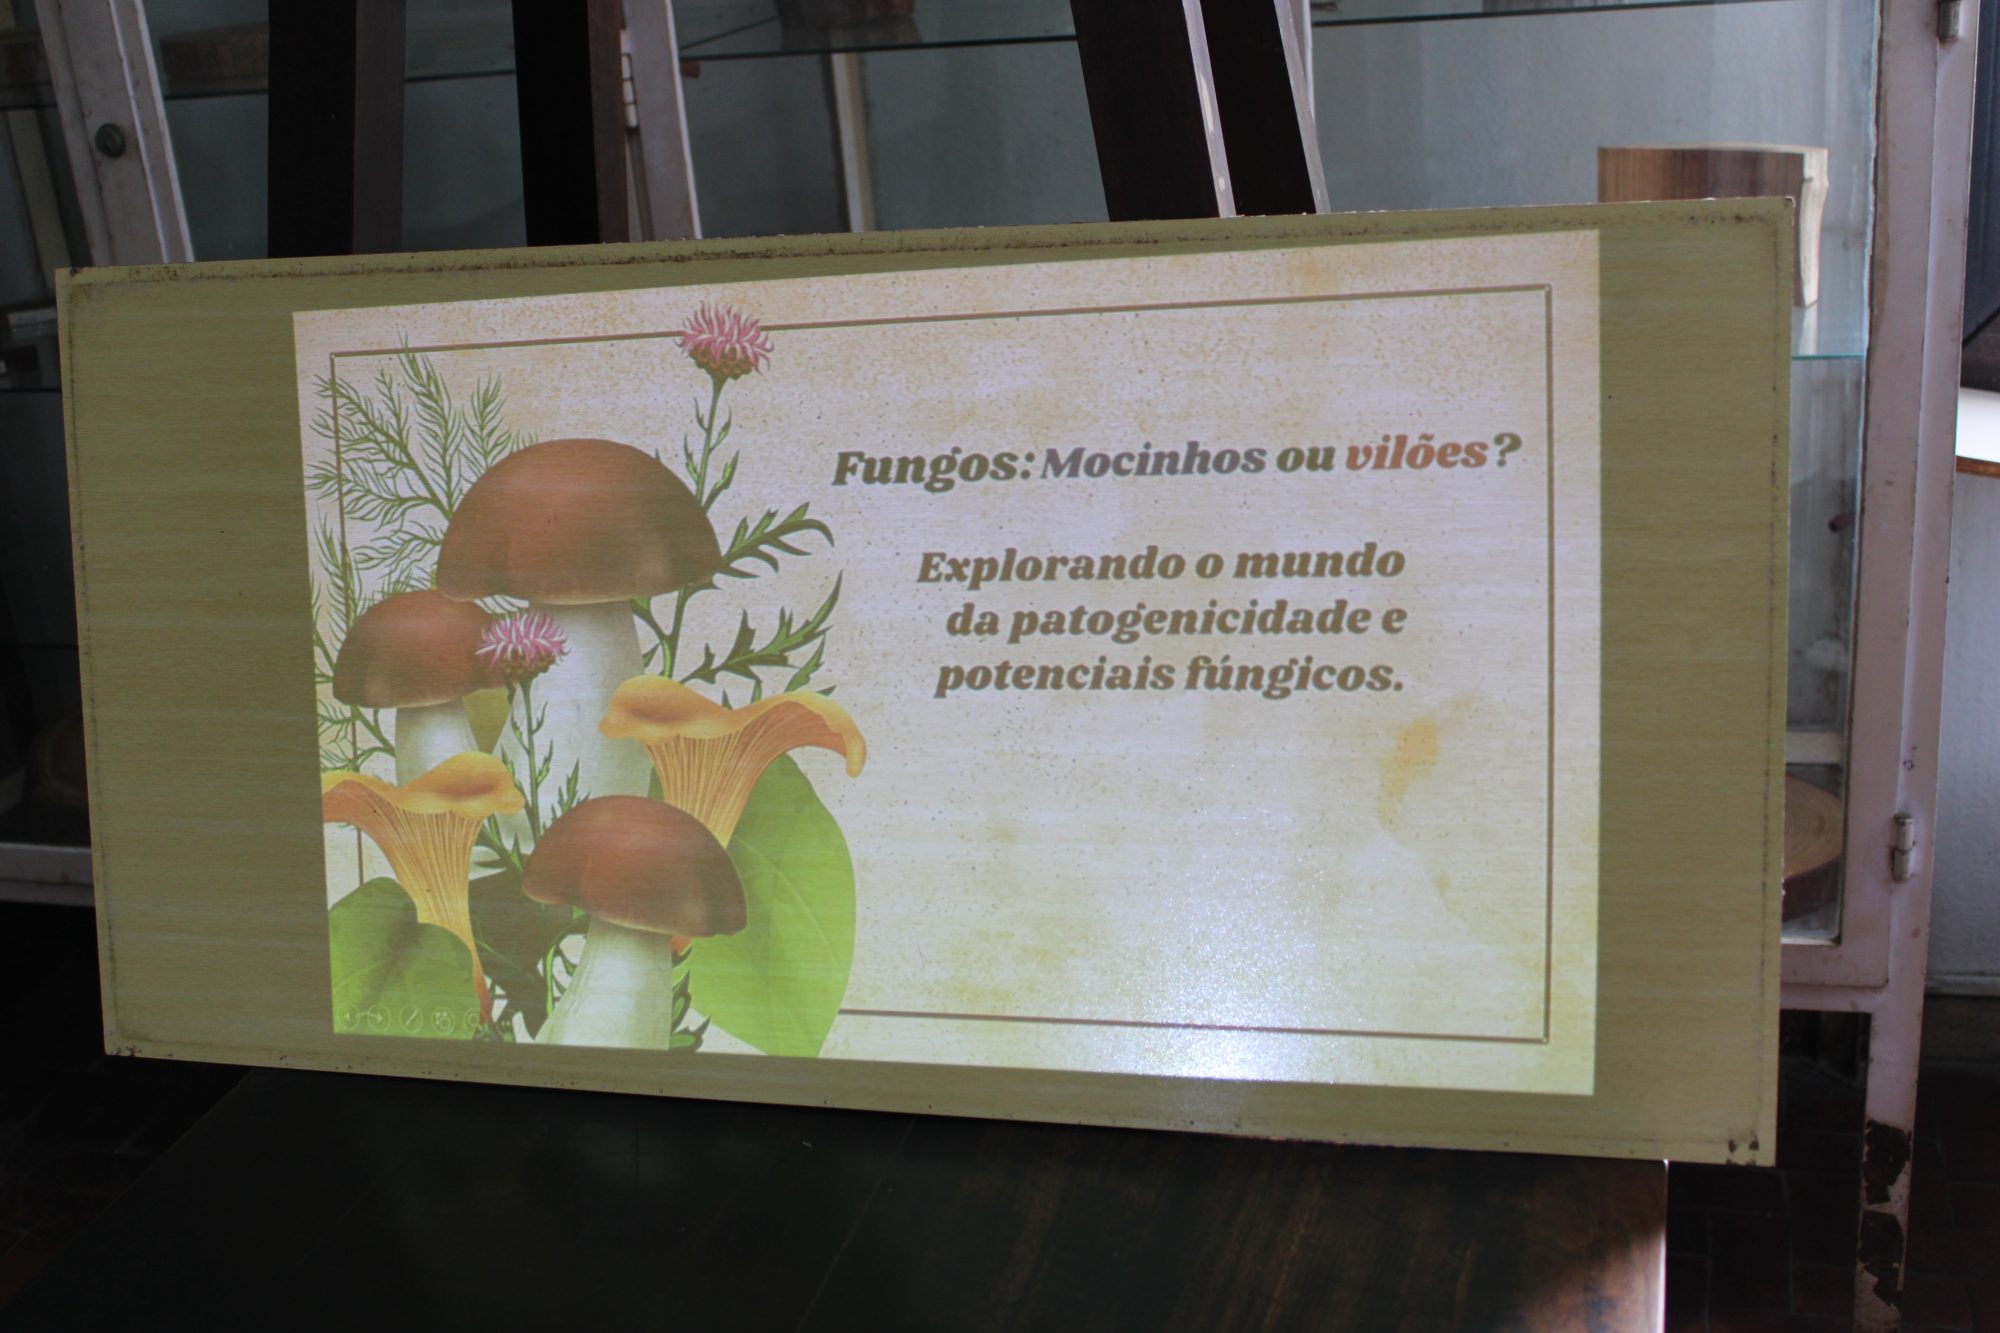 Fungos: Mocinhos ou vilões?
Explorando o mundo
da patogenicidade e
potenciais fúngicos.